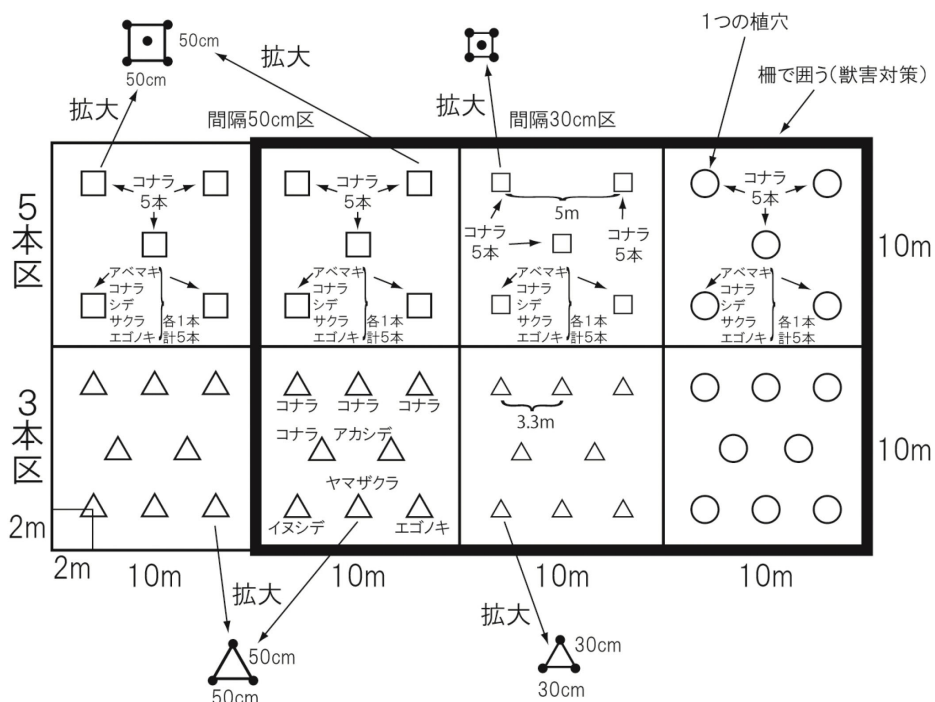 1つの植穴
50cm
50cm
拡大
拡大
拡大
柵で囲う(獣害対策)
間隔50cm区
間隔30cm区
5本区
コナラ
5本
アベマキ
コナラ
シデ
サクラ
エゴノキ
各1本
計5本
コナラ
5本
アベマキ
コナラ
シデ
サクラ
エゴノキ
各1本
計5本
5m
コナラ
5本
コナラ
5本
アベマキ
コナラ
シデ
サクラ
エゴノキ
各1本
計5本
コナラ
5本
アベマキ
コナラ
シデ
サクラ
エゴノキ
各1本
計5本
10m
3本区
コナラ
コナラ
コナラ
コナラ
アカシデ
ヤマザクラ
イヌシデ
エゴノキ
3.3m
10m
2m
2m
10m
10m
10m
10m
拡大
拡大
50cm
50cm
30cm
30cm